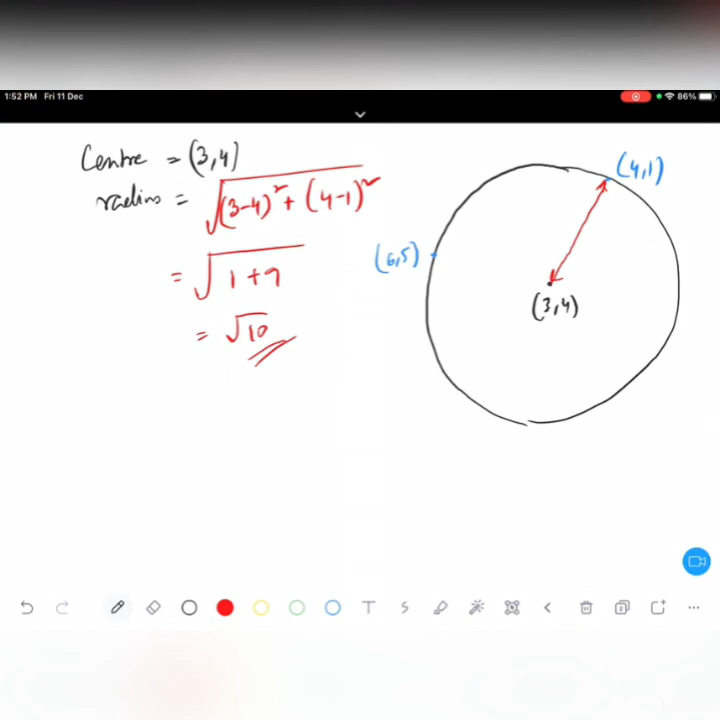 1:52 PM Fri 11 Dec
86%
Centre = (3,4)
radius = √(3-4)² + (4-1)²
= √1+9
= √10
(4,1)
(6,5)
(3,4)
T